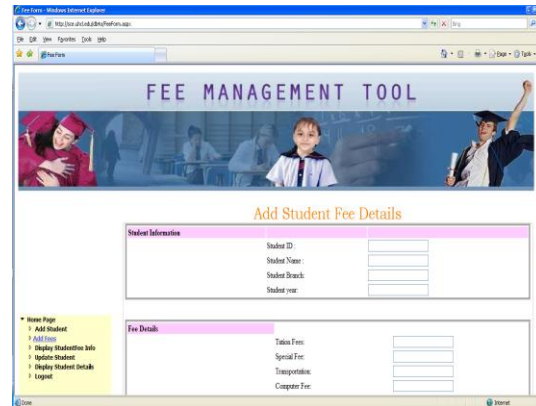 Fee Form - Windows Internet Explorer
File Edit View Favorites Tools Help
Fee Form
Page
FEE MANAGEMENT TOOL
Add Student Fee Details
Student Information
Student ID :
Student Name :
Student Branch:
Student year:
Home Page
Add Student
Add Fees
Display StudentFee Info
Update Student
Display Student Details
Logout
Fee Details
Tution Fees:
Special Fee:
Transportation:
Computer Fee:
Done
Internet